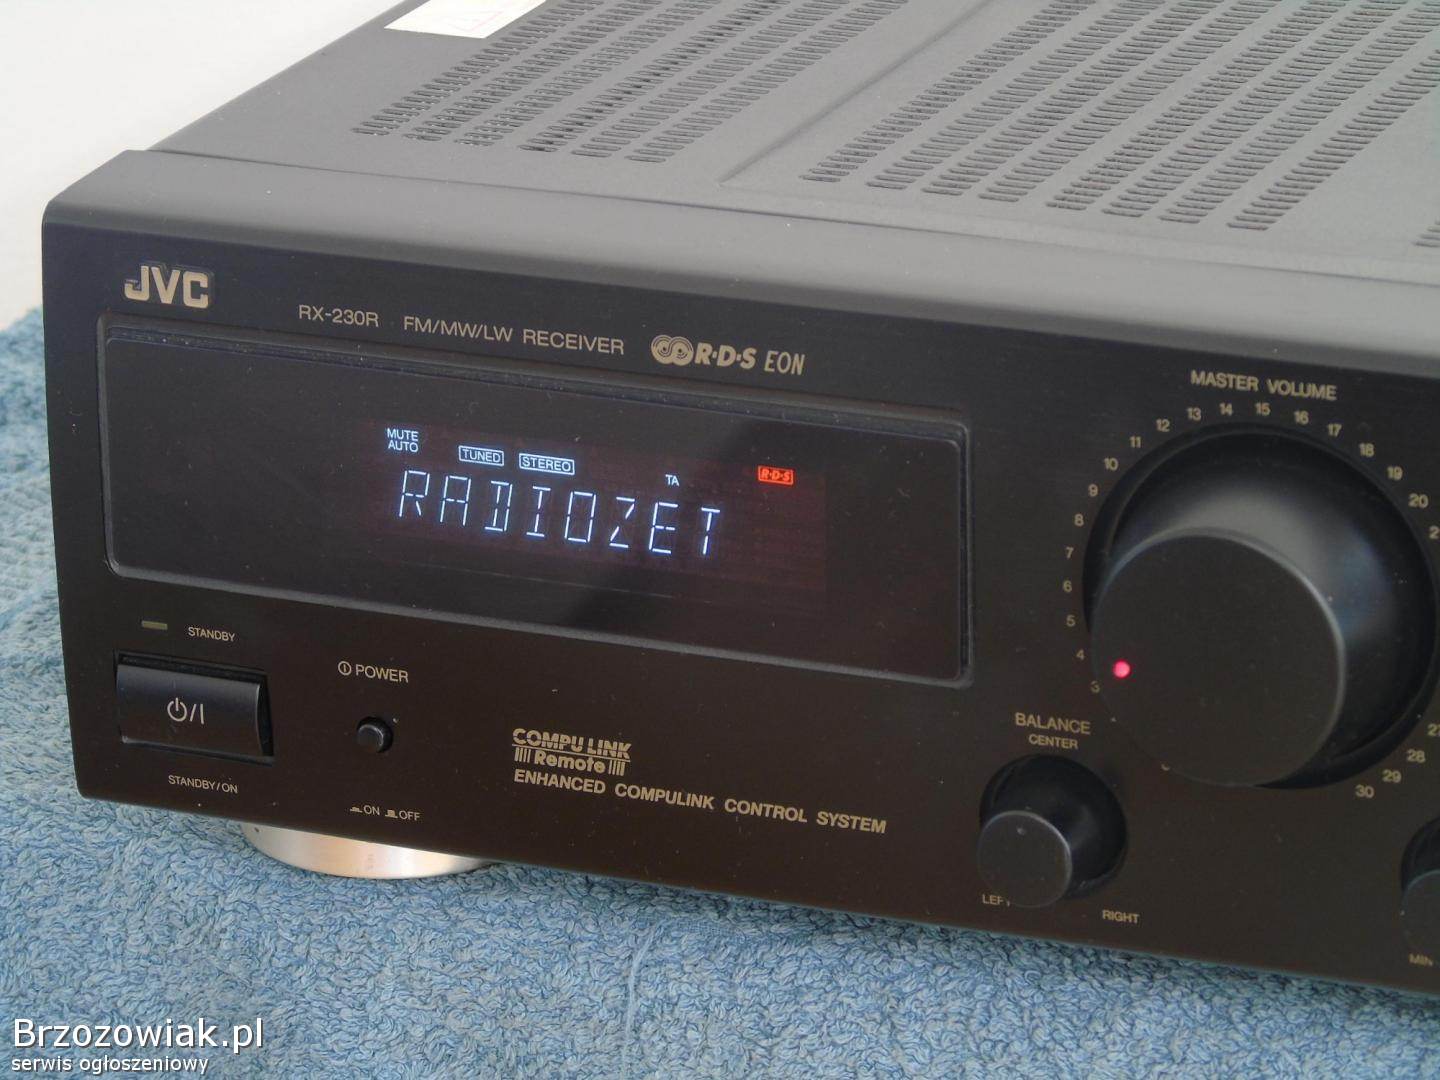 JVC
RX-230R FM/MW/LW RECEIVER R·D·S EON
MUTE
AUTO
TUNED STEREO TA R·D·S
RADIOZET
STANDBY
POWER
STANDBY/ON
ON OFF
COMPU LINK
Remote
ENHANCED COMPULINK CONTROL SYSTEM
MASTER VOLUME
3 4 5 6 7 8 9 10 11 12 13 14 15 16 17 18 19 20 27 28 29 30
BALANCE
CENTER
LEFT RIGHT
MIN
Brzozowiak.pl
serwis ogłoszeniowy